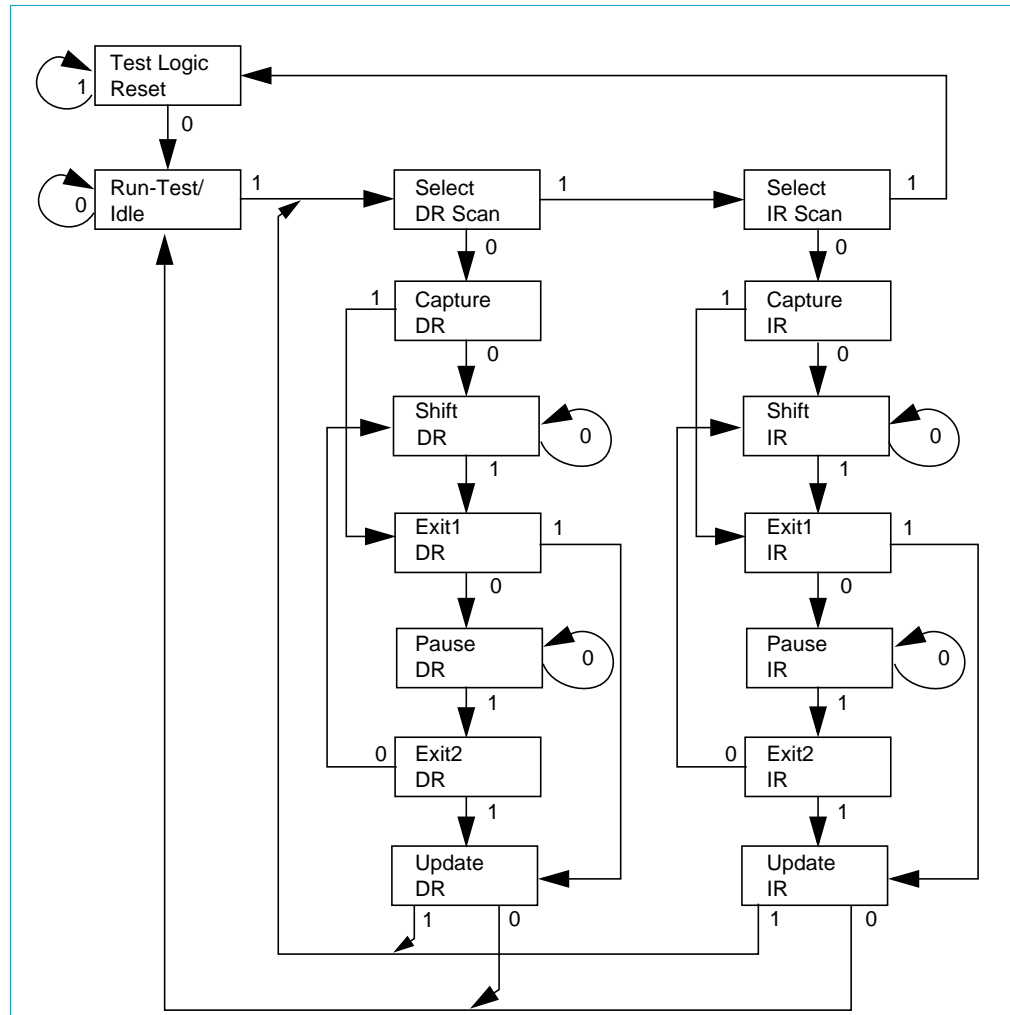 Test Logic
Reset
1
0
Run-Test/
Idle
0
1
Select
DR Scan
1
Select
IR Scan
1
0
0
Capture
DR
1
Capture
IR
1
0
0
Shift
DR
0
Shift
IR
0
1
1
Exit1
DR
1
Exit1
IR
1
0
0
Pause
DR
0
Pause
IR
0
1
1
Exit2
DR
0
Exit2
IR
0
1
1
Update
DR
Update
IR
1
0
1
0